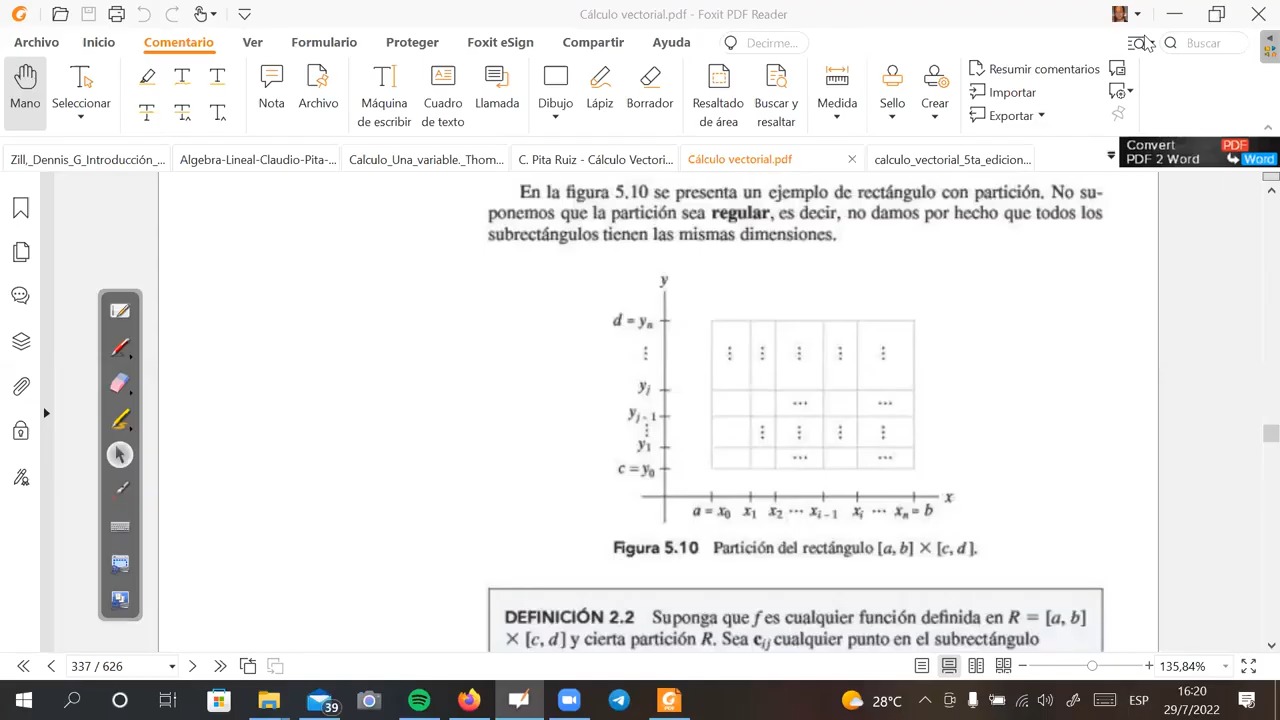 Cálculo vectorial.pdf - Foxit PDF Reader
Archivo Inicio Comentario Ver Formulario Proteger Foxit eSign Compartir Ayuda Decirme... Buscar
Mano Seleccionar Nota Archivo Máquina de escribir Cuadro de texto Llamada Dibujo Lápiz Borrador Resaltado de área Buscar y resaltar Medida Sello Crear
Resumir comentarios
Importar
Exportar
Zill,_Dennis_G_Introducción_... Algebra-Lineal-Claudio-Pita-... Calculo_Una_variable._Thom... C. Pita Ruiz - Cálculo Vectori... Cálculo vectorial.pdf calculo_vectorial_5ta_edicion...
Convert PDF
PDF 2 Word Word
En la figura 5.10 se presenta un ejemplo de rectángulo con partición. No su-
ponemos que la partición sea regular, es decir, no damos por hecho que todos los
subrectángulos tienen las mismas dimensiones.
y
d = yₙ
⋮ ⋮ ⋮ ⋮ ⋮ ⋮
yⱼ
... ...
yⱼ₋₁
⋮ ⋮ ⋮ ⋮ ⋮
y₁
... ...
c = y₀
x
a = x₀ x₁ x₂ ... xᵢ₋₁ xᵢ ... xₙ = b
Figura 5.10 Partición del rectángulo [a, b] × [c, d].
DEFINICIÓN 2.2 Suponga que f es cualquier función definida en R = [a, b]
× [c, d] y cierta partición R. Sea cᵢⱼ cualquier punto en el subrectángulo
337 / 626 135,84%
39 28°C ESP 16:20
29/7/2022